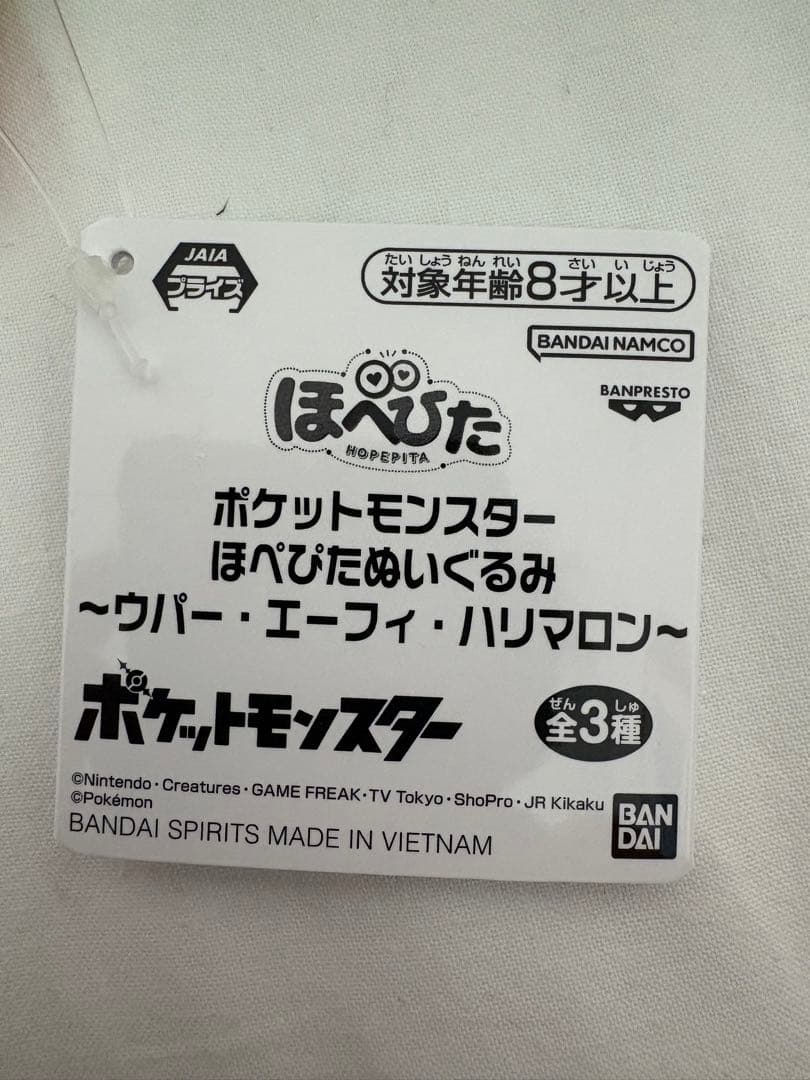 JAIA
プライズ
たいしょうねんれい さいいじょう
対象年齢8才以上
BANDAI NAMCO
BANPRESTO
ほぺぴた
HOPEPITA
ポケットモンスター
ほぺぴたぬいぐるみ
～ウパー・エーフィ・ハリマロン～
ポケットモンスター
ぜん しゅ
全3種
©Nintendo・Creatures・GAME FREAK・TV Tokyo・ShoPro・JR Kikaku
©Pokémon
BANDAI SPIRITS MADE IN VIETNAM
BAN
DAI